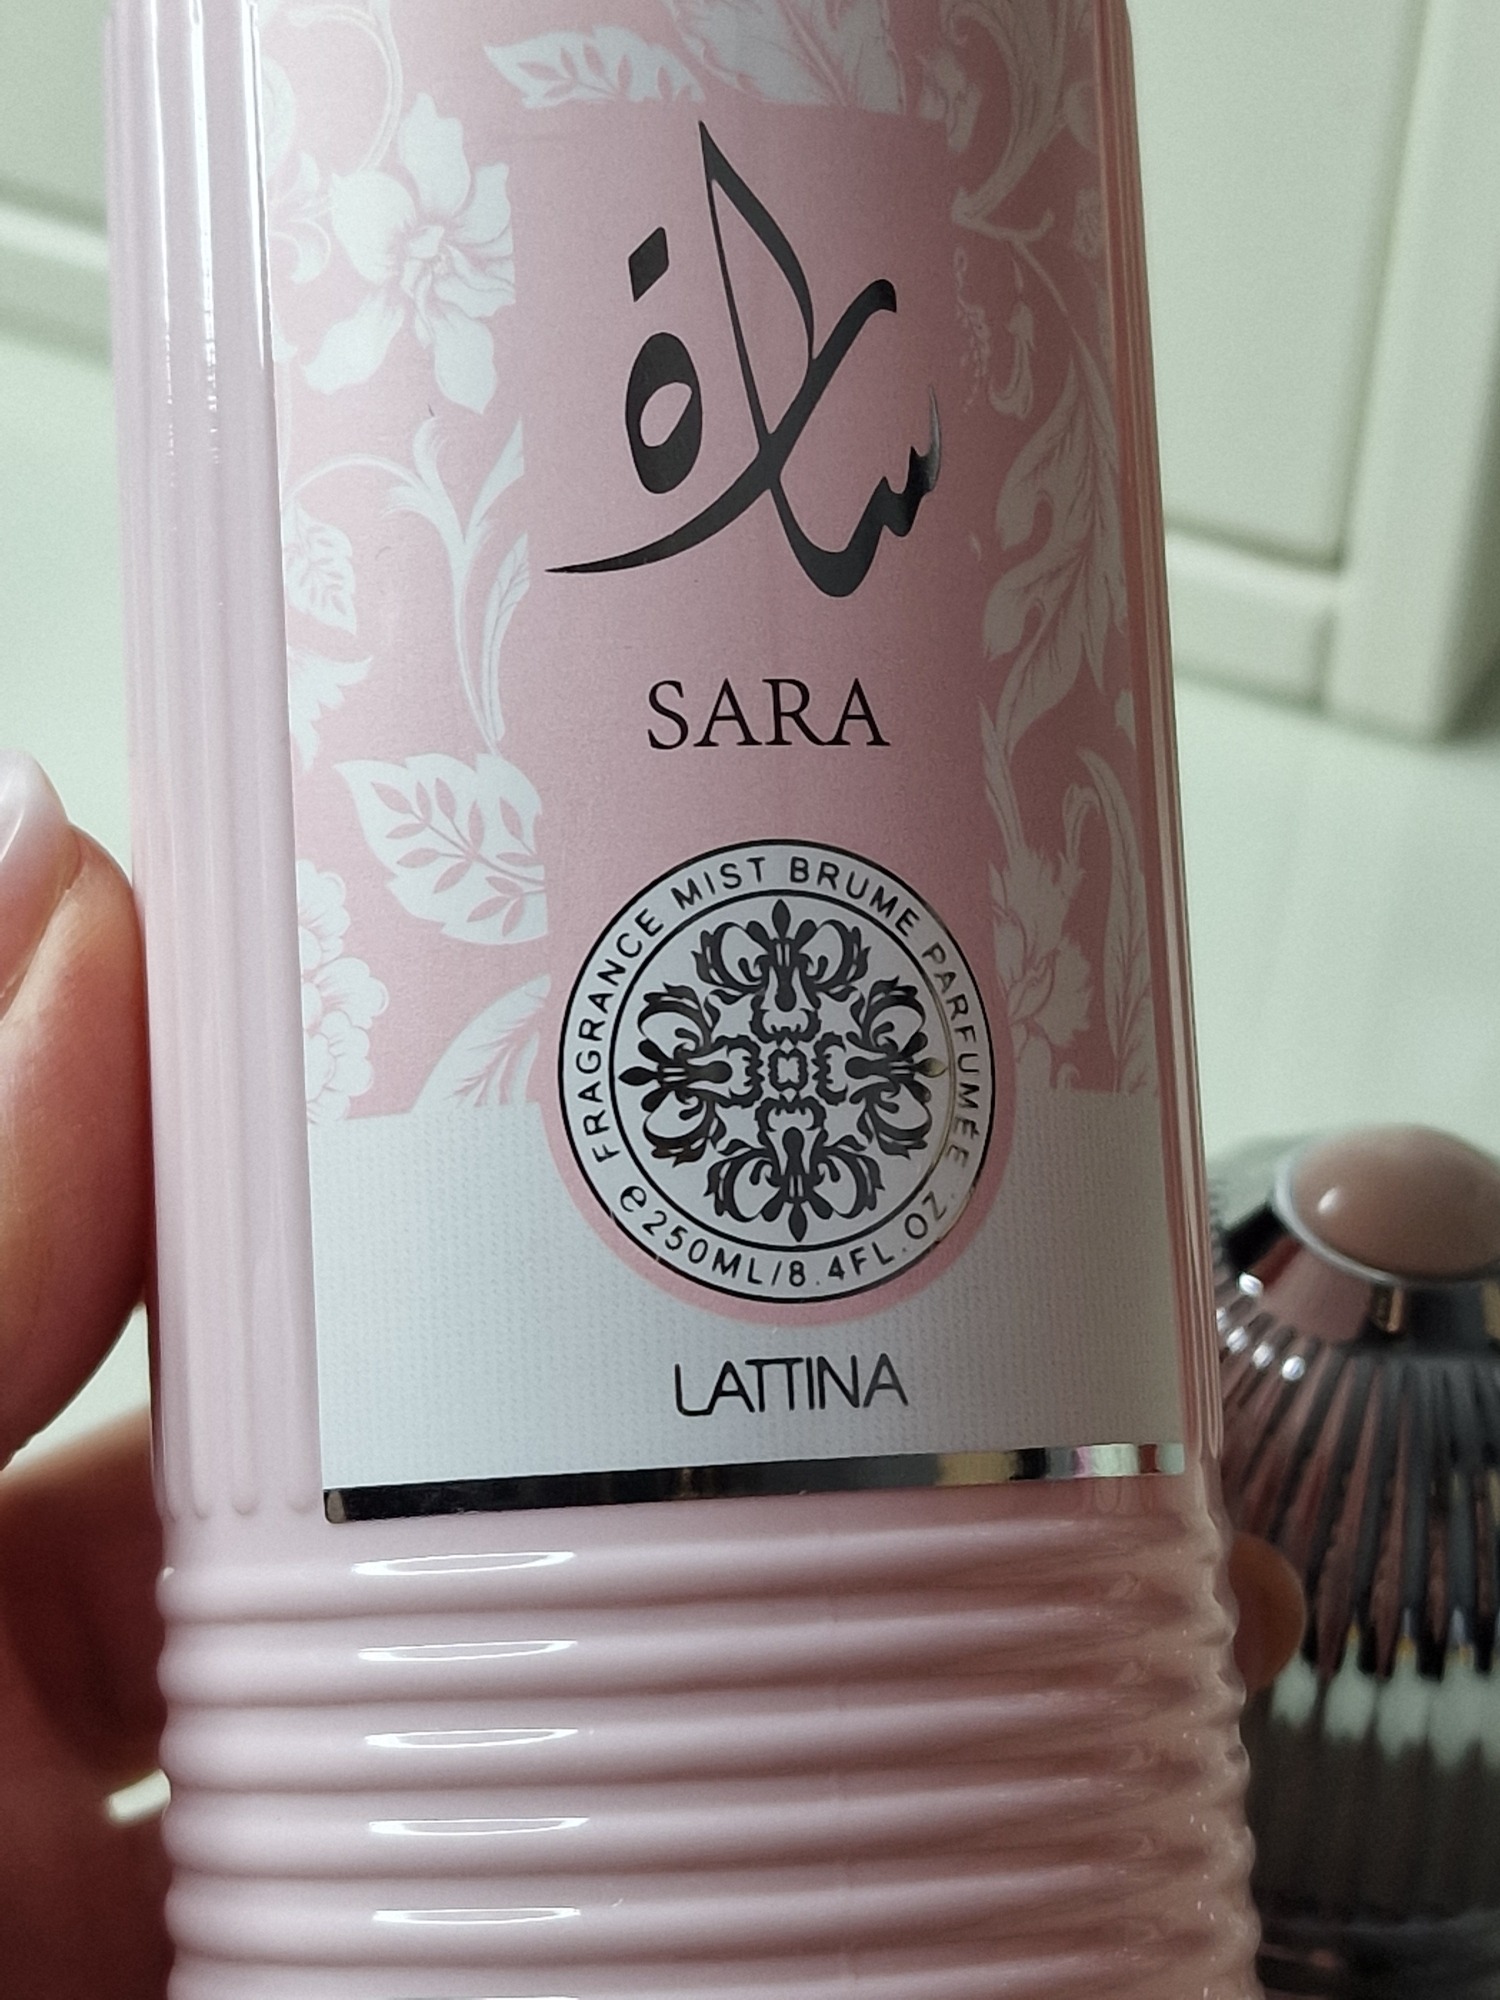 سارة
SARA
FRAGRANCE MIST BRUME PARFUMÉE
℮250ML/8.4FL.OZ.
LATTINA